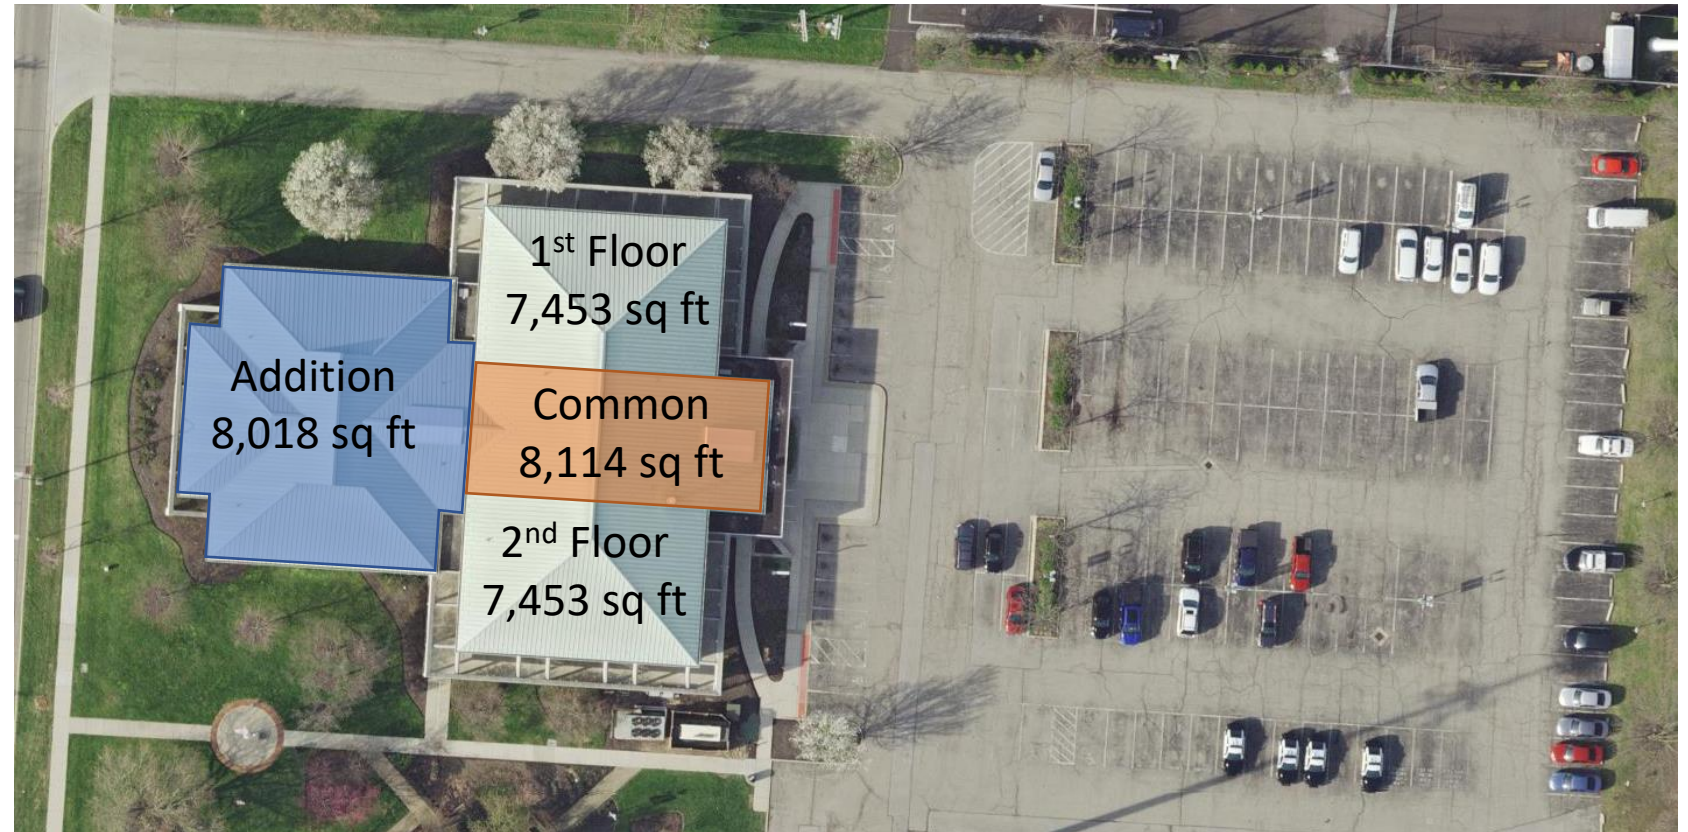 1st Floor
7,453 sq ft
Addition
8,018 sq ft
Common
8,114 sq ft
2nd Floor
7,453 sq ft